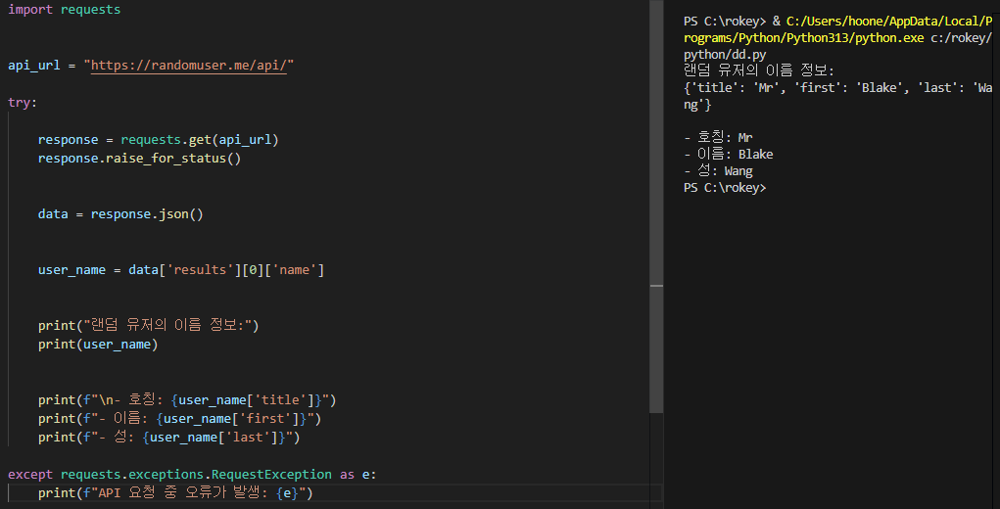 import requests
api_url = "https://randomuser.me/api/"
try:
    response = requests.get(api_url)
    response.raise_for_status()
    data = response.json()
    user_name = data['results'][0]['name']
    print("랜덤 유저의 이름 정보:")
    print(user_name)
    print(f"\n- 호칭: {user_name['title']}")
    print(f"- 이름: {user_name['first']}")
    print(f"- 성: {user_name['last']}")
except requests.exceptions.RequestException as e:
    print(f"API 요청 중 오류가 발생: {e}")
PS C:\rokey> & C:/Users/hoone/AppData/Local/P
rograms/Python/Python313/python.exe c:/rokey/
python/dd.py
랜덤 유저의 이름 정보:
{'title': 'Mr', 'first': 'Blake', 'last': 'Wa
ng'}
- 호칭: Mr
- 이름: Blake
- 성: Wang
PS C:\rokey>